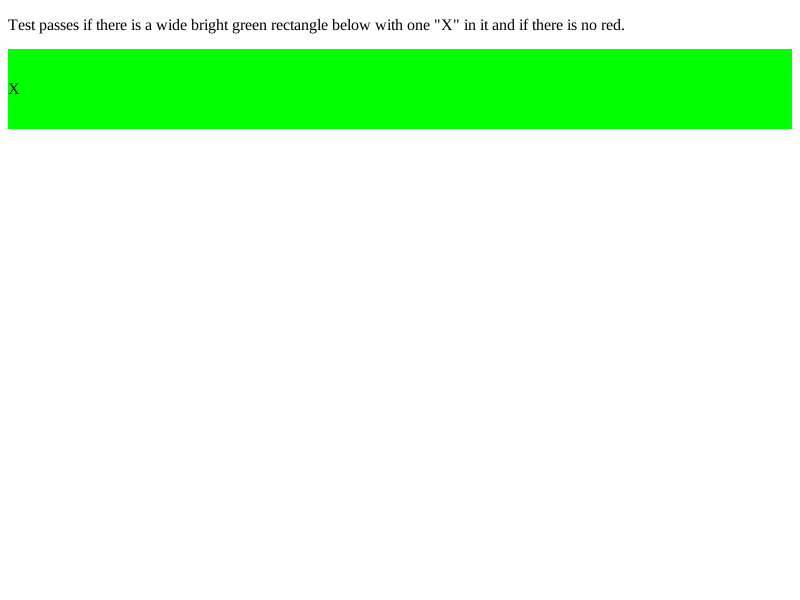 Test passes if there is a wide bright green rectangle below with one "X" in it and if there is no red.
X